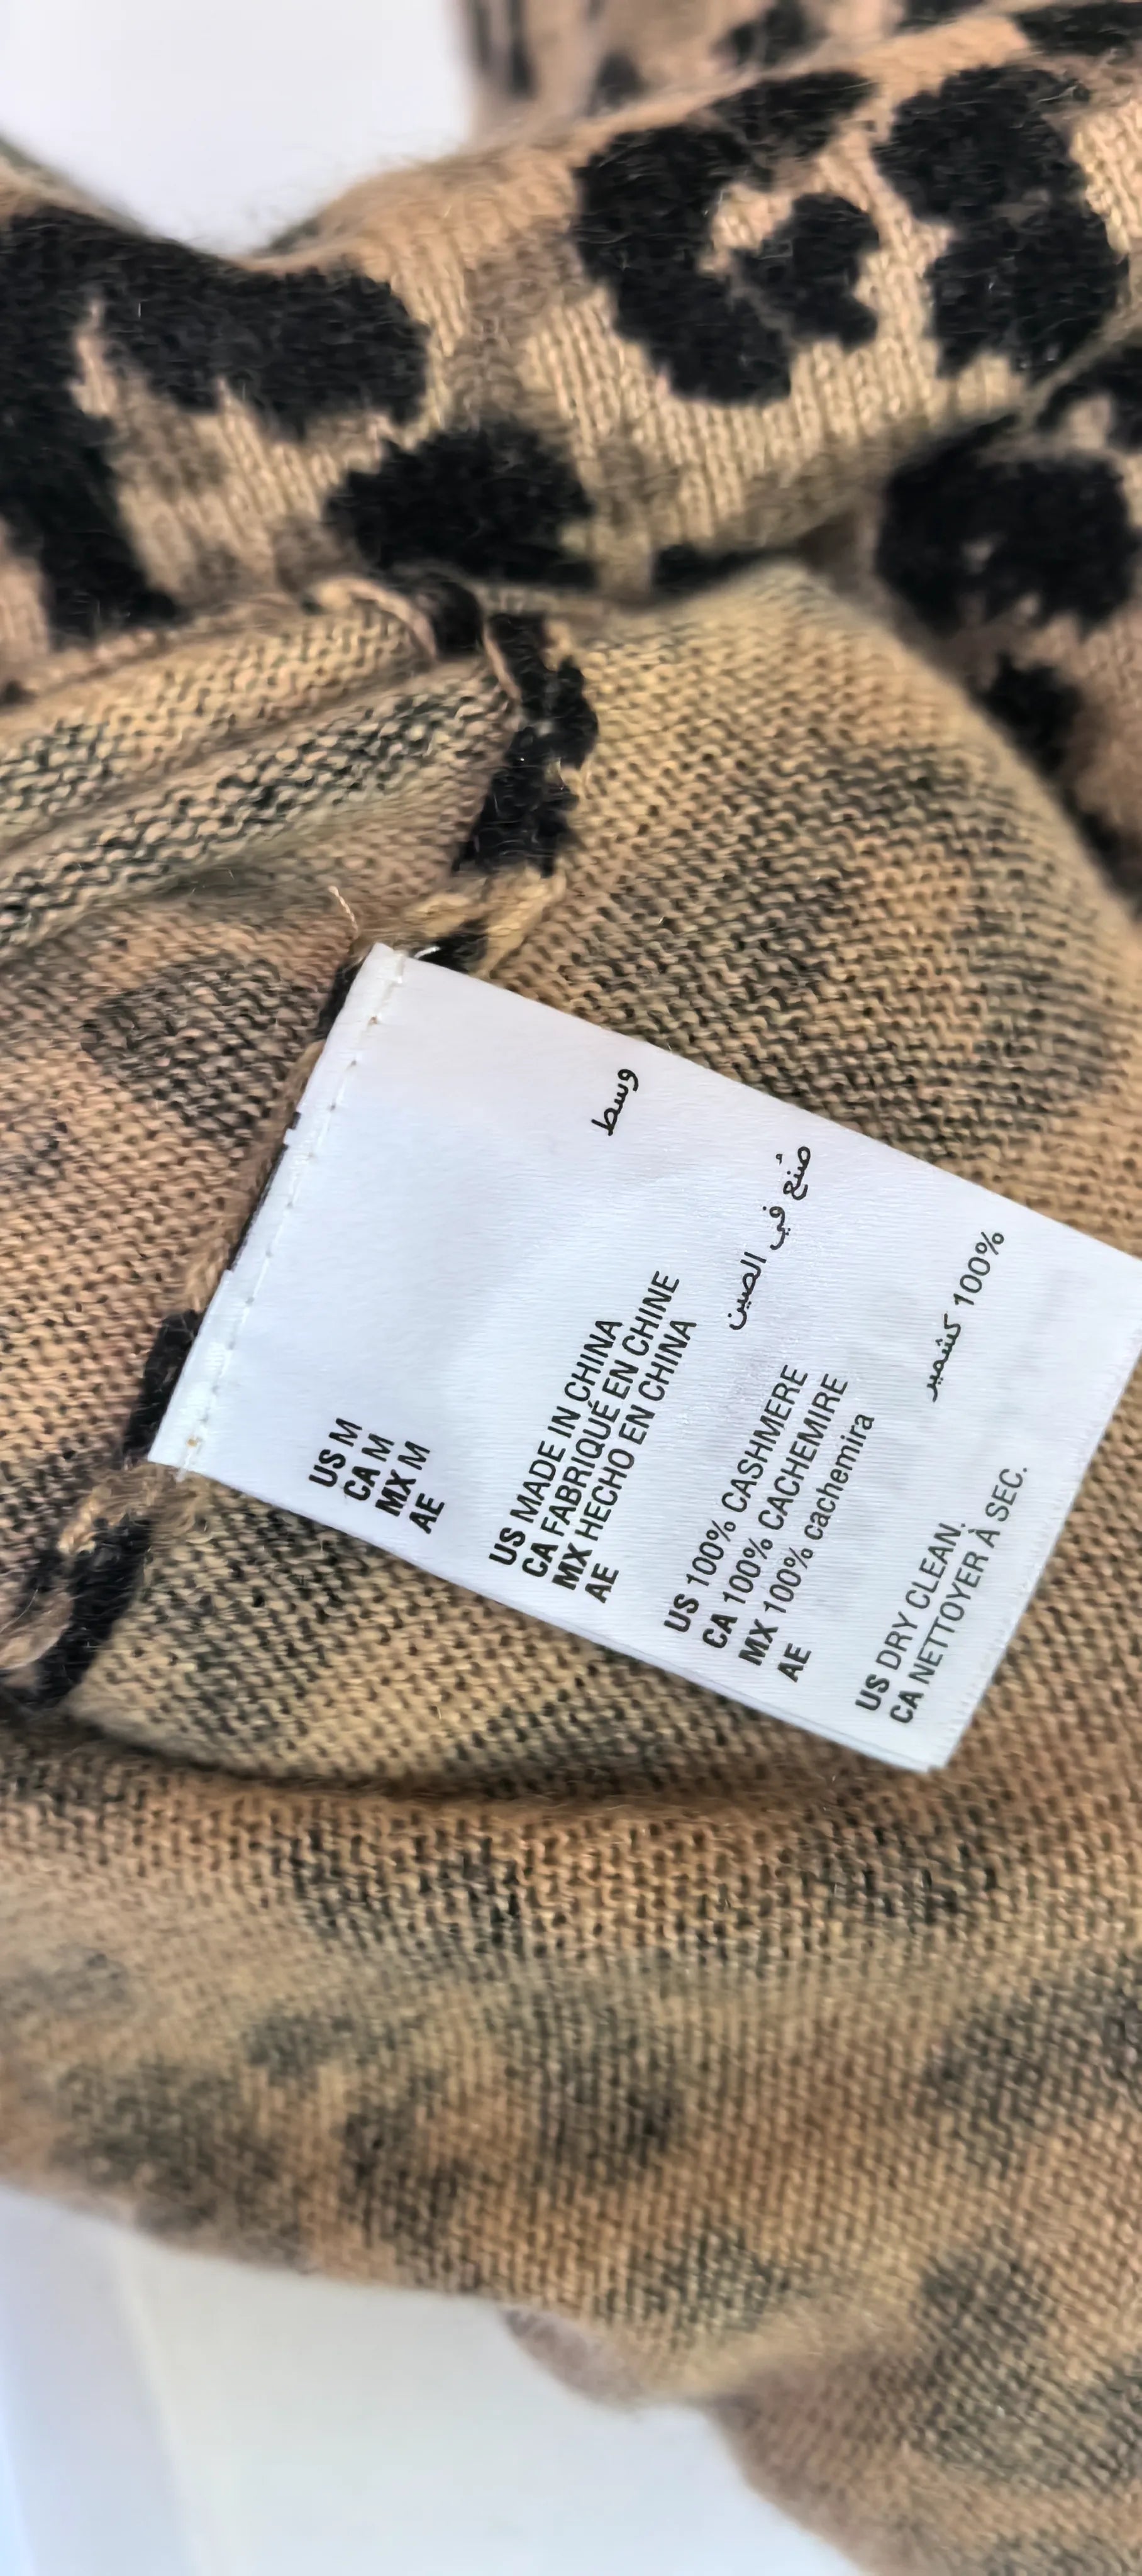 US M
CA M
MX M
AE وسط
US MADE IN CHINA
CA FABRIQUÉ EN CHINE
MX HECHO EN CHINA
AE صُنع في الصين
US 100% CASHMERE
CA 100% CACHEMIRE
MX 100% cachemira
AE 100% كشمير
US DRY CLEAN.
CA NETTOYER À SEC.